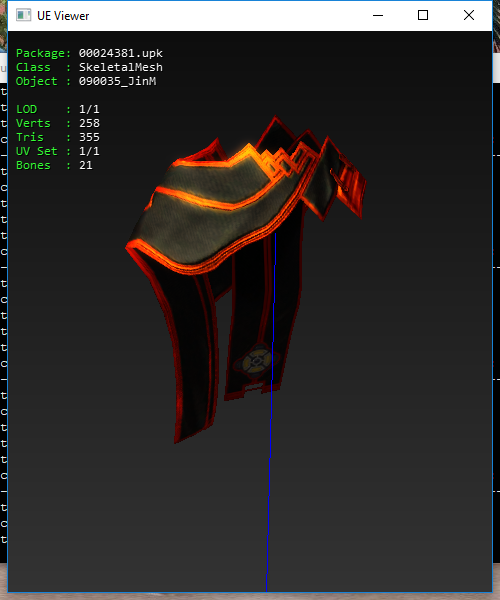 UE Viewer
Package: 00024381.upk
Class : SkeletalMesh
Object : 090035_JinM
LOD : 1/1
Verts : 258
Tris : 355
UV Set : 1/1
Bones : 21